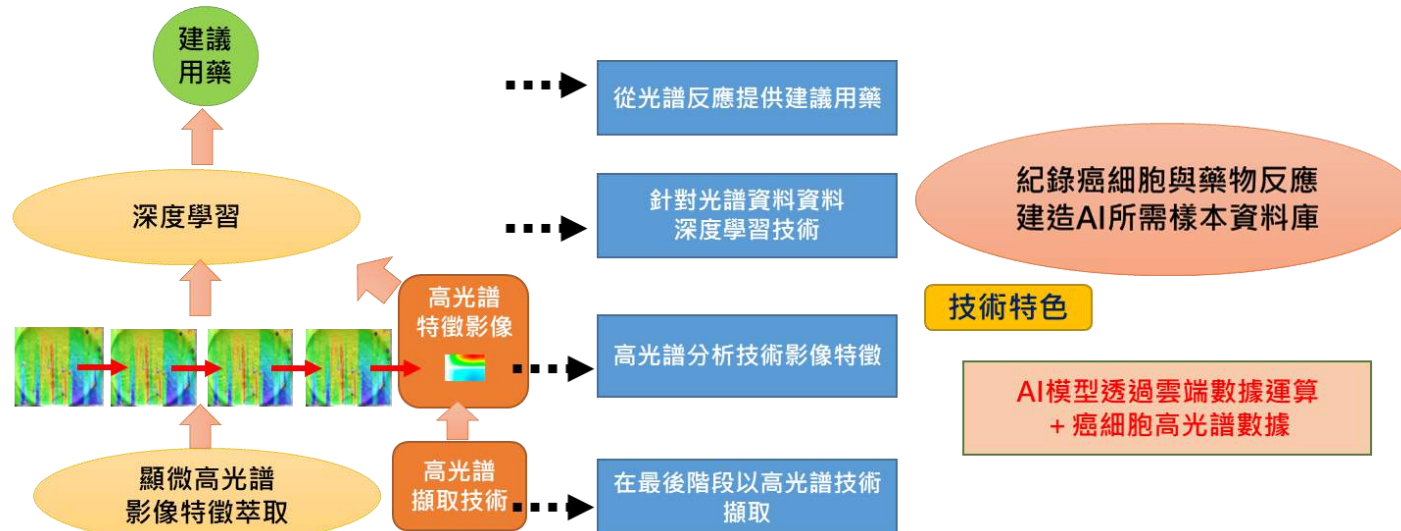 建議
用藥
從光譜反應提供建議用藥
深度學習
針對光譜資料資料
深度學習技術
紀錄癌細胞與藥物反應
建造AI所需樣本資料庫
高光譜
特徵影像
高光譜分析技術影像特徵
技術特色
AI模型透過雲端數據運算
+ 癌細胞高光譜數據
顯微高光譜
影像特徵萃取
高光譜
擷取技術
在最後階段以高光譜技術
擷取